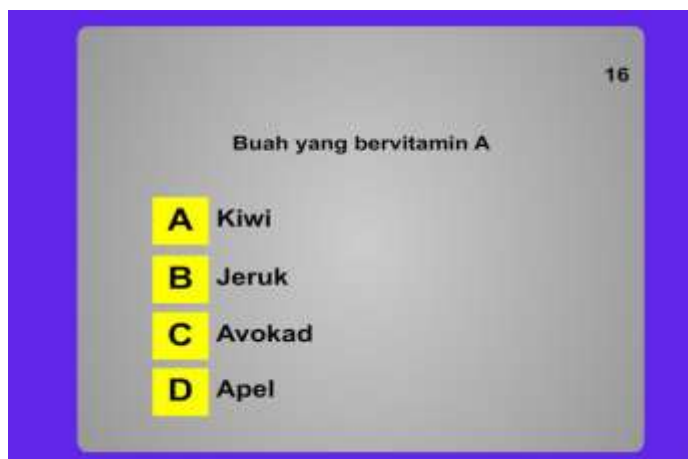 16
Buah yang bervitamin A
A Kiwi
B Jeruk
C Avokad
D Apel